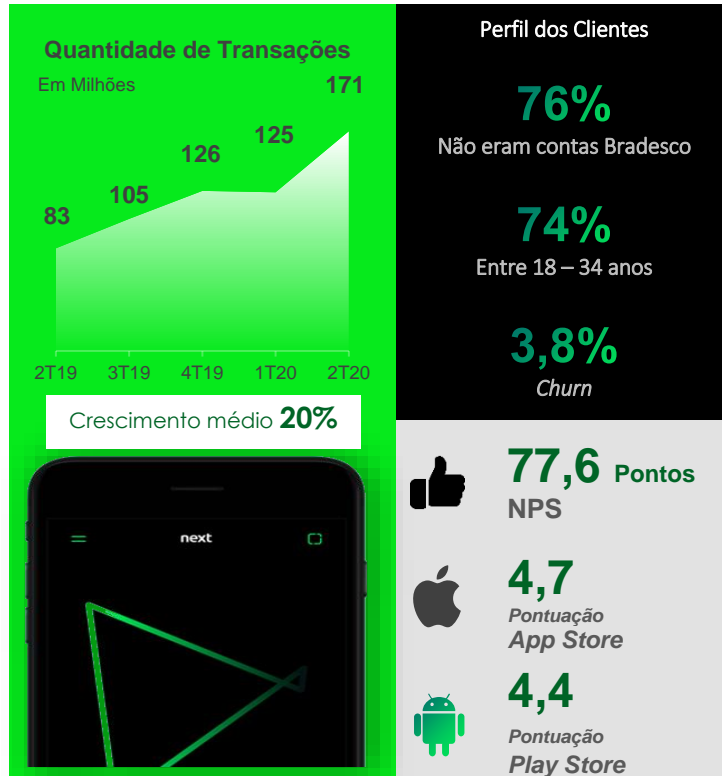 Quantidade de Transações
Em Milhões
171
126
125
105
83
2T19 3T19 4T19 1T20 2T20
Crescimento médio 20%
next
Perfil dos Clientes
76%
Não eram contas Bradesco
74%
Entre 18 – 34 anos
3,8%
Churn
77,6 Pontos
NPS
4,7
Pontuação
App Store
4,4
Pontuação
Play Store